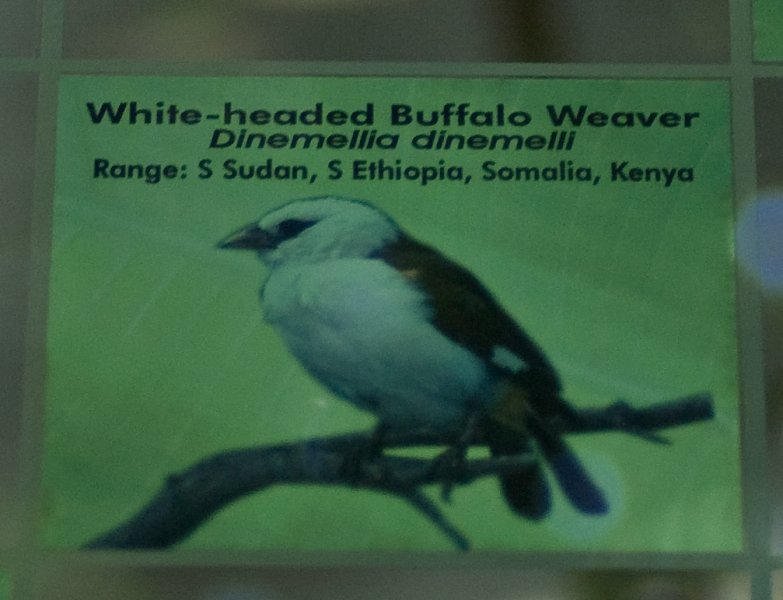 White-headed Buffalo Weaver
Dinemellia dinemelli
Range: S Sudan, S Ethiopia, Somalia, Kenya